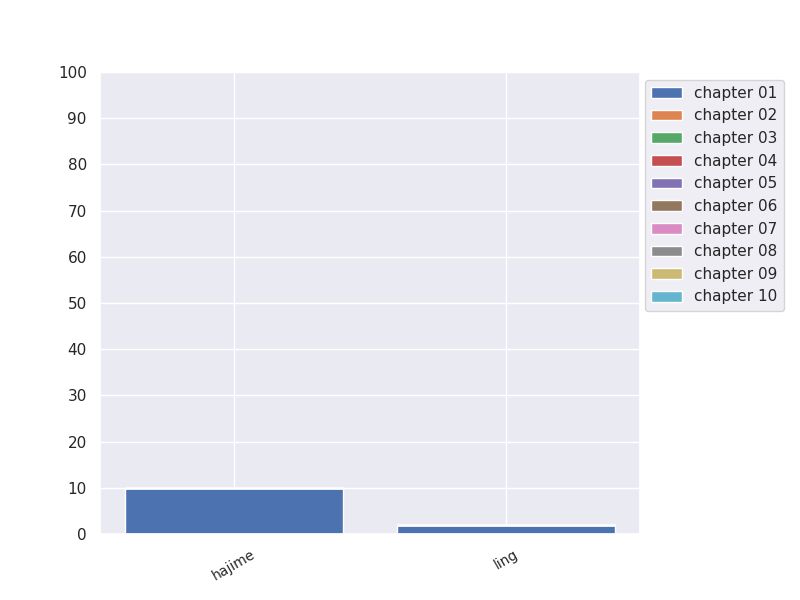 100
90
80
70
60
50
40
30
20
10
0
hajime
ling
chapter 01
chapter 02
chapter 03
chapter 04
chapter 05
chapter 06
chapter 07
chapter 08
chapter 09
chapter 10